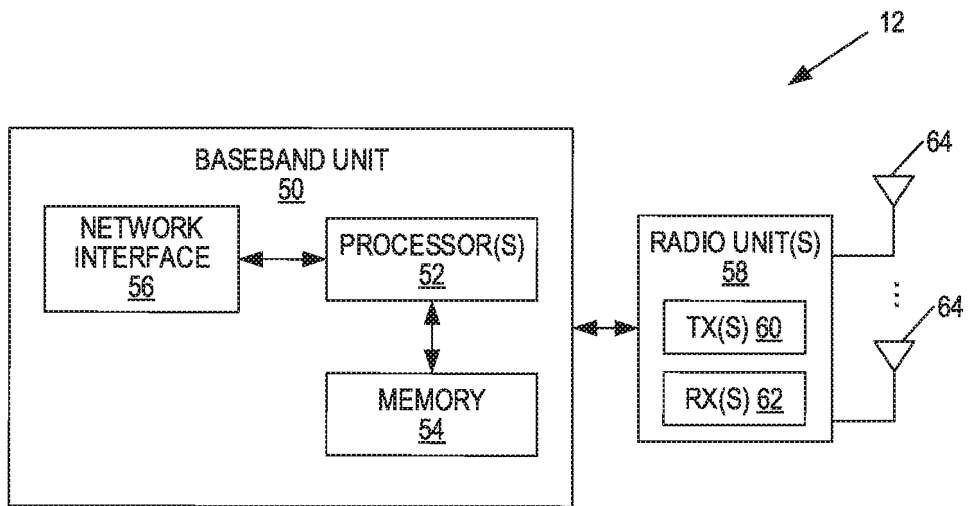 12
BASEBAND UNIT
50
NETWORK
INTERFACE
56
PROCESSOR(S)
52
MEMORY
54
RADIO UNIT(S)
58
TX(S) 60
RX(S) 62
64
64